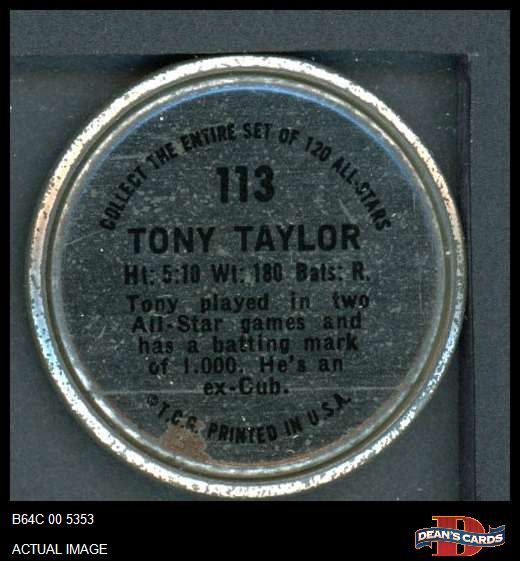 COLLECT THE ENTIRE SET OF 120 ALL-STARS
113
TONY TAYLOR
Ht: 5:10 Wt: 180 Bats: R.
Tony played in two
All-Star games and
has a batting mark
of 1.000. He's an
ex-Cub.
© T.C.G. PRINTED IN U.S.A.
B64C 00 5353
ACTUAL IMAGE
D
DEAN'S CARDS